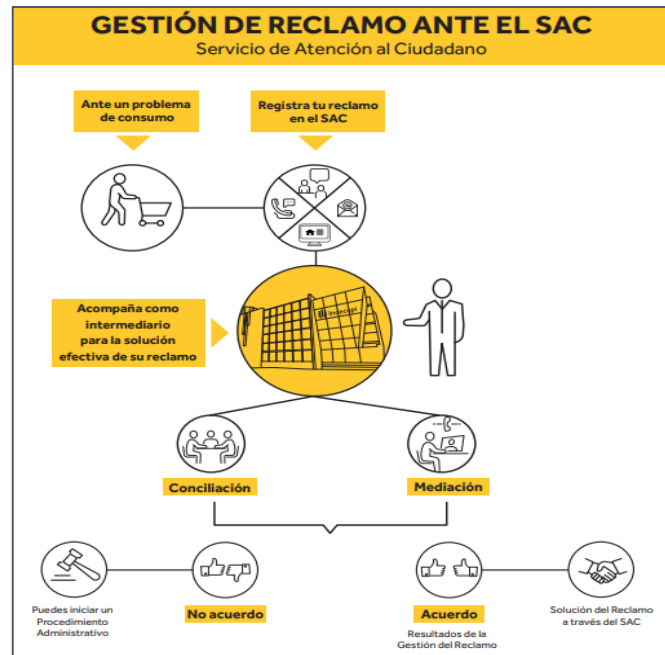 GESTIÓN DE RECLAMO ANTE EL SAC
Servicio de Atención al Ciudadano
Ante un problema
de consumo
Registra tu reclamo
en el SAC
Indecopi
Acompaña como
intermediario
para la solución
efectiva de su reclamo
Conciliación
Mediación
Puedes iniciar un
Procedimiento
Administrativo
No acuerdo
Acuerdo
Resultados de la
Gestión del Reclamo
Solución del Reclamo
a través del SAC